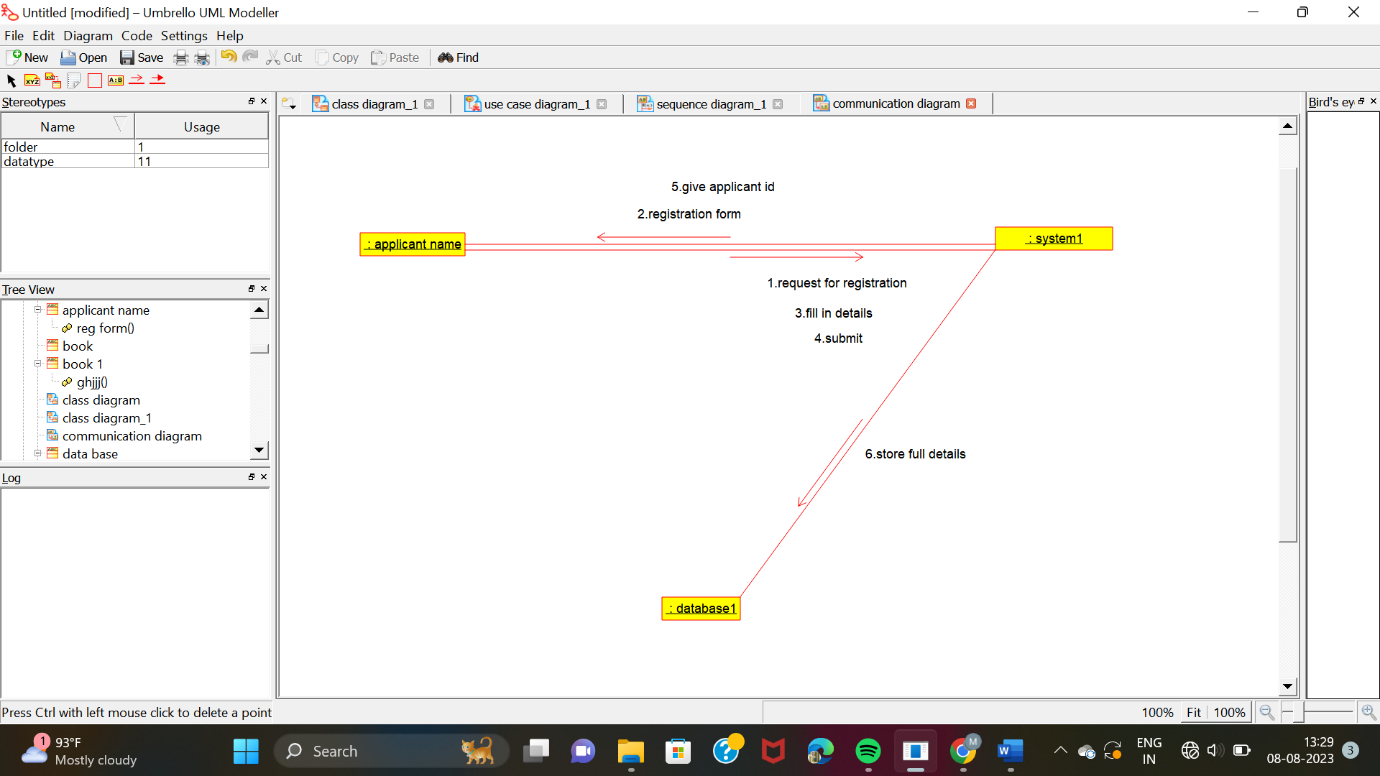 Untitled [modified] – Umbrello UML Modeller
File Edit Diagram Code Settings Help
New Open Save Cut Copy Paste Find
XYZ A:B
Stereotypes
Name Usage
folder 1
datatype 11
class diagram_1 use case diagram_1 sequence diagram_1 communication diagram
Bird's ey
5.give applicant id
2.registration form
: applicant name
: system1
1.request for registration
3.fill in details
4.submit
6.store full details
: database1
Tree View
applicant name
reg form()
book
book 1
ghjjj()
class diagram
class diagram_1
communication diagram
data base
Log
Press Ctrl with left mouse click to delete a point
100% Fit 100%
1
93°F
Mostly cloudy
Search
M
W
ENG
IN
13:29
08-08-2023
3